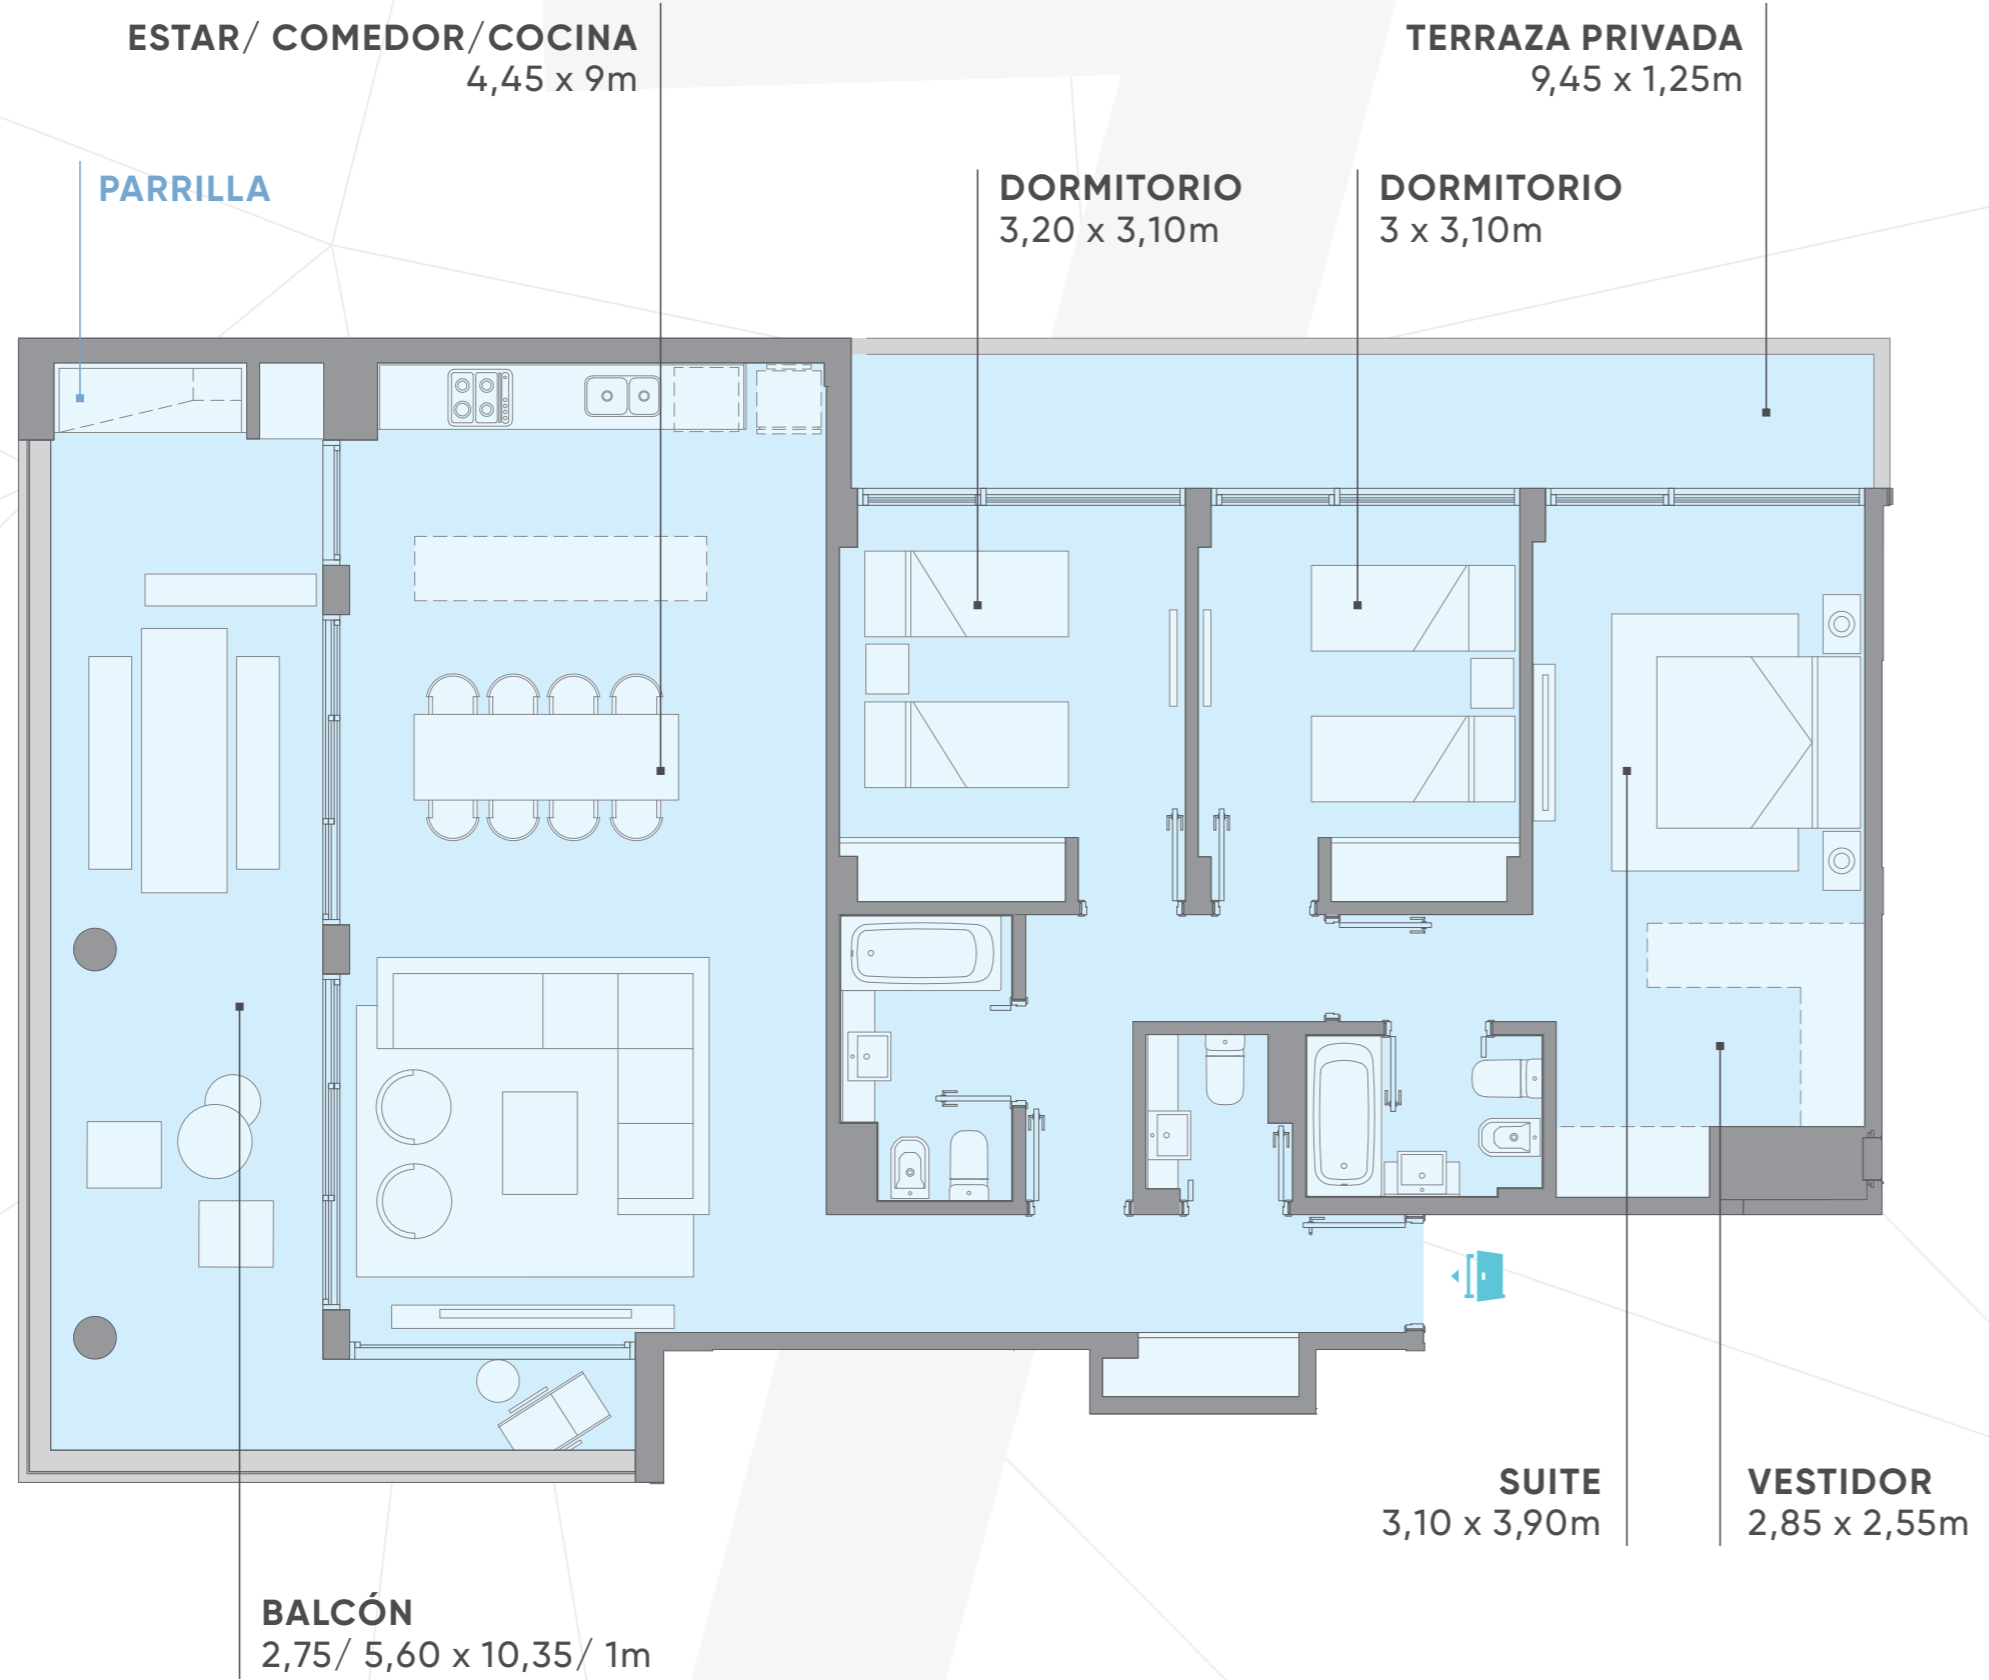 ESTAR/ COMEDOR/COCINA
4,45 x 9m
TERRAZA PRIVADA
9,45 x 1,25m
PARRILLA
DORMITORIO
3,20 x 3,10m
DORMITORIO
3 x 3,10m
SUITE
3,10 x 3,90m
VESTIDOR
2,85 x 2,55m
BALCÓN
2,75/ 5,60 x 10,35/ 1m